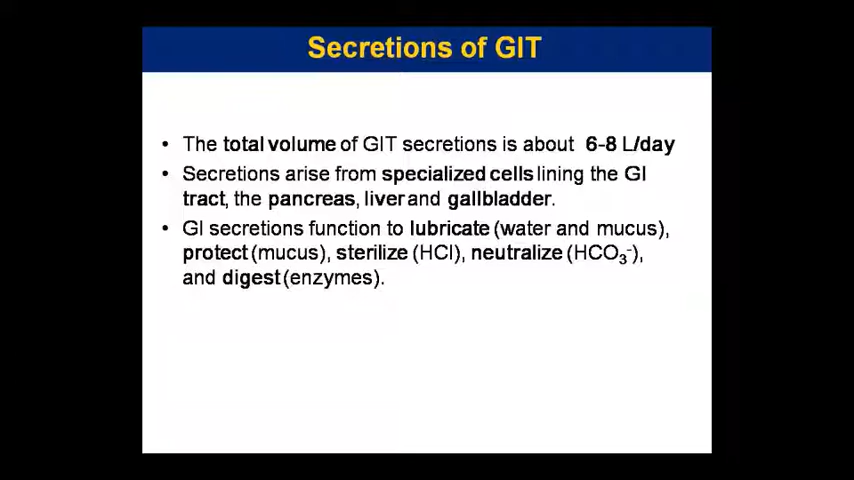 Secretions of GIT
• The total volume of GIT secretions is about 6-8 L/day
• Secretions arise from specialized cells lining the GI
tract, the pancreas, liver and gallbladder.
• GI secretions function to lubricate (water and mucus),
protect (mucus), sterilize (HCl), neutralize (HCO₃⁻),
and digest (enzymes).